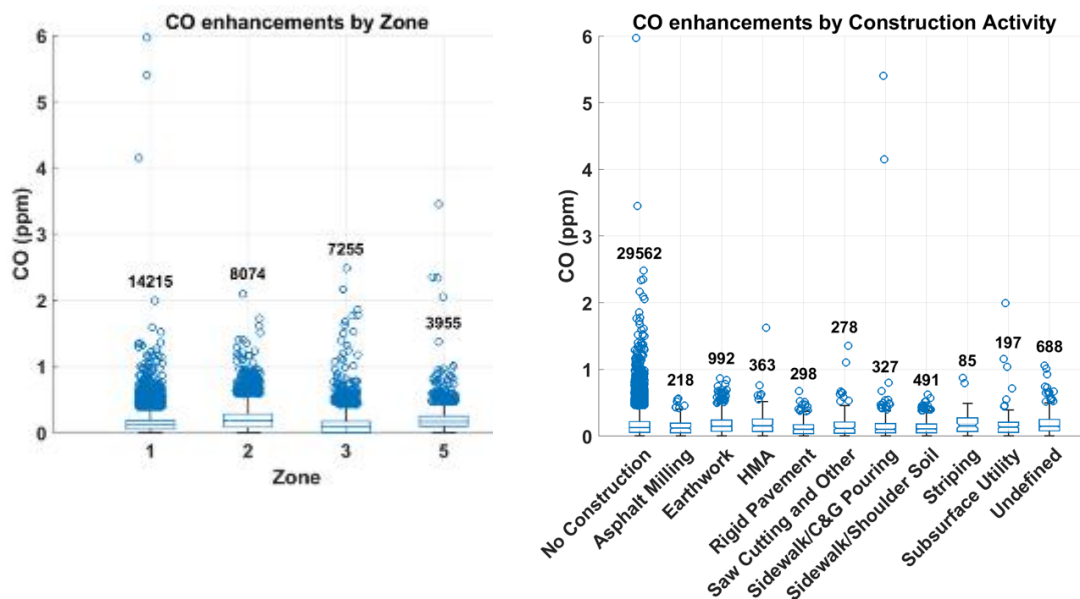 CO enhancements by Zone
6
5
4
3
2
1
0
CO (ppm)
14215
8074
7255
3955
1
2
3
5
Zone
CO enhancements by Construction Activity
6
5
4
3
2
1
0
CO (ppm)
29562
218
992
363
298
278
327
491
85
197
688
No Construction
Asphalt Milling
Earthwork
HMA
Rigid Pavement
Saw Cutting and Other
Sidewalk/C&G Pouring
Sidewalk/Shoulder Soil
Striping
Subsurface Utility
Undefined